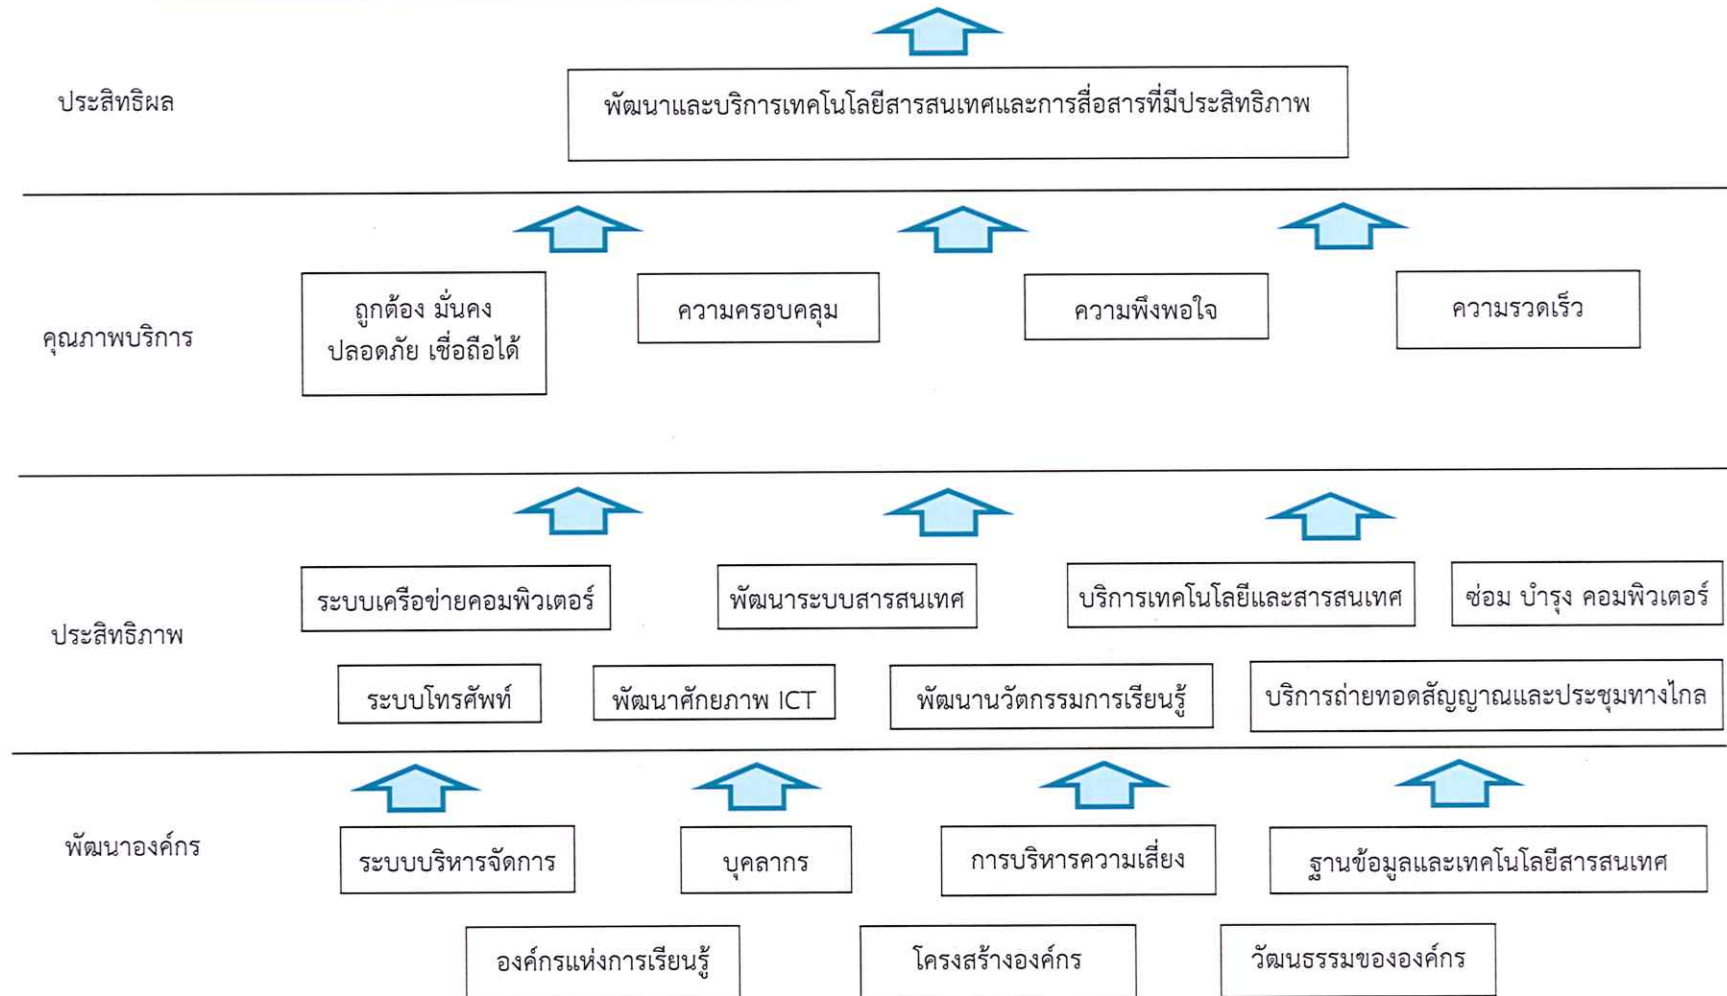 ประสิทธิผล
พัฒนาและบริการเทคโนโลยีสารสนเทศและการสื่อสารที่มีประสิทธิภาพ
คุณภาพบริการ
ถูกต้อง มั่นคง
ปลอดภัย เชื่อถือได้
ความครอบคลุม
ความพึงพอใจ
ความรวดเร็ว
ประสิทธิภาพ
ระบบเครือข่ายคอมพิวเตอร์
พัฒนาระบบสารสนเทศ
บริการเทคโนโลยีและสารสนเทศ
ซ่อม บำรุง คอมพิวเตอร์
ระบบโทรศัพท์
พัฒนาศักยภาพ ICT
พัฒนานวัตกรรมการเรียนรู้
บริการถ่ายทอดสัญญาณและประชุมทางไกล
พัฒนาองค์กร
ระบบบริหารจัดการ
บุคลากร
การบริหารความเสี่ยง
ฐานข้อมูลและเทคโนโลยีสารสนเทศ
องค์กรแห่งการเรียนรู้
โครงสร้างองค์กร
วัฒนธรรมขององค์กร